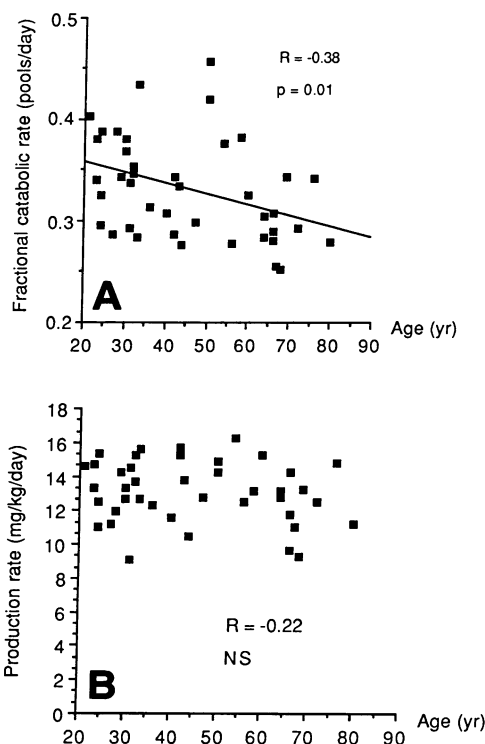 Fractional catabolic rate (pools/day)
0.5
0.4
0.3
0.2
R = -0.38
p = 0.01
A
20 30 40 50 60 70 80 90
Age (yr)
Production rate (mg/kg/day)
18
16
14
12
10
8
6
4
2
0
R = -0.22
NS
B
20 30 40 50 60 70 80 90
Age (yr)